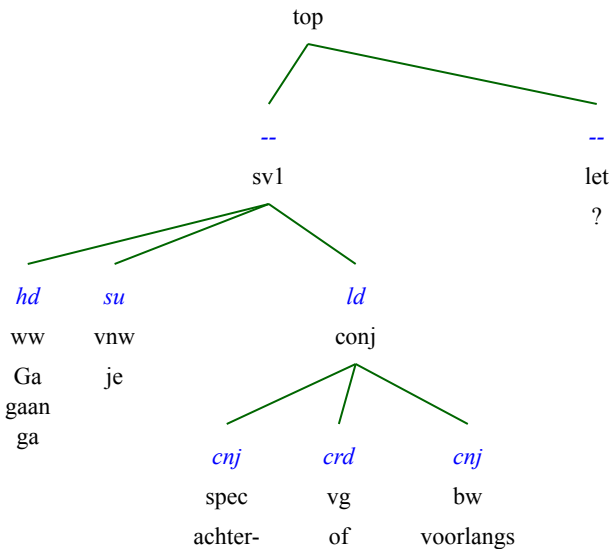 top
-- --
sv1 let
?
hd su ld
ww vnw conj
Ga je
gaan
ga
cnj crd cnj
spec vg bw
achter- of voorlangs